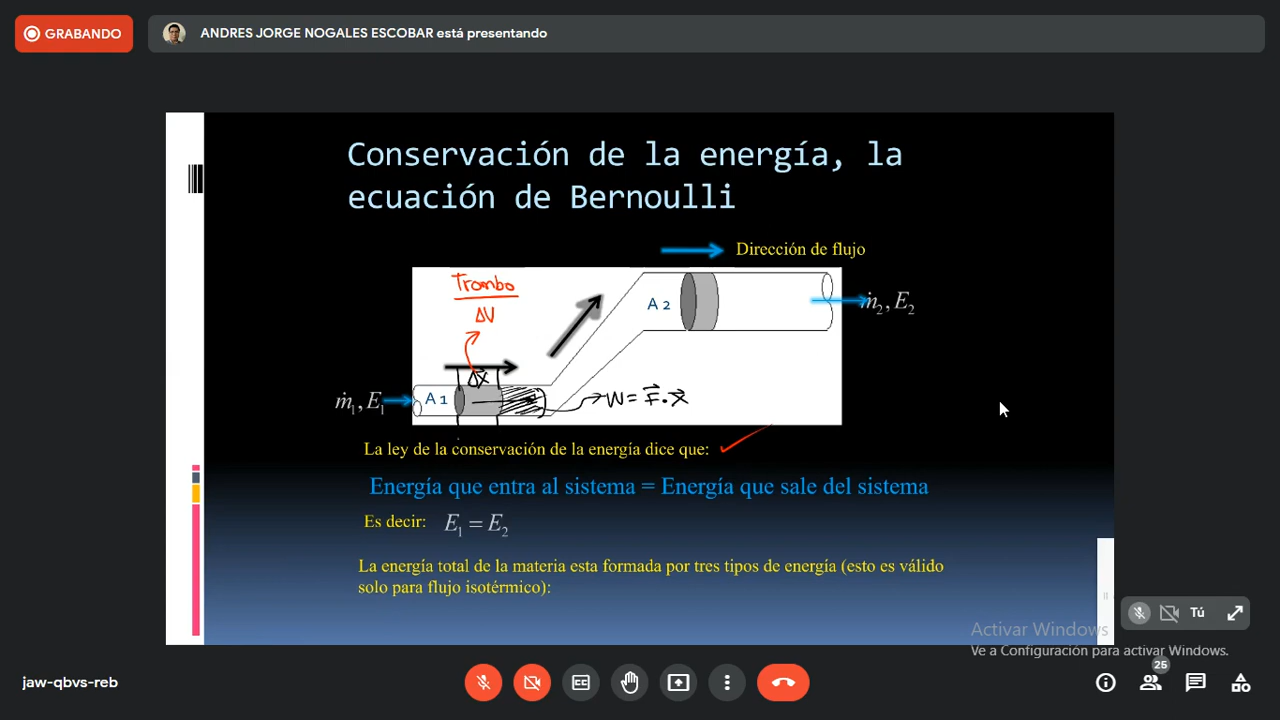 GRABANDO
ANDRES JORGE NOGALES ESCOBAR está presentando
Conservación de la energía, la
ecuación de Bernoulli
Dirección de flujo
Trombo
ΔV
A 2
ṁ2, E2
Δx⃗
ṁ1, E1
A 1
W = F⃗ · x⃗
La ley de la conservación de la energía dice que:
Energía que entra al sistema = Energía que sale del sistema
Es decir: E1 = E2
La energía total de la materia esta formada por tres tipos de energía (esto es válido
solo para flujo isotérmico):
Tú
Activar Windows
Ve a Configuración para activar Windows.
jaw-qbvs-reb
CC
25